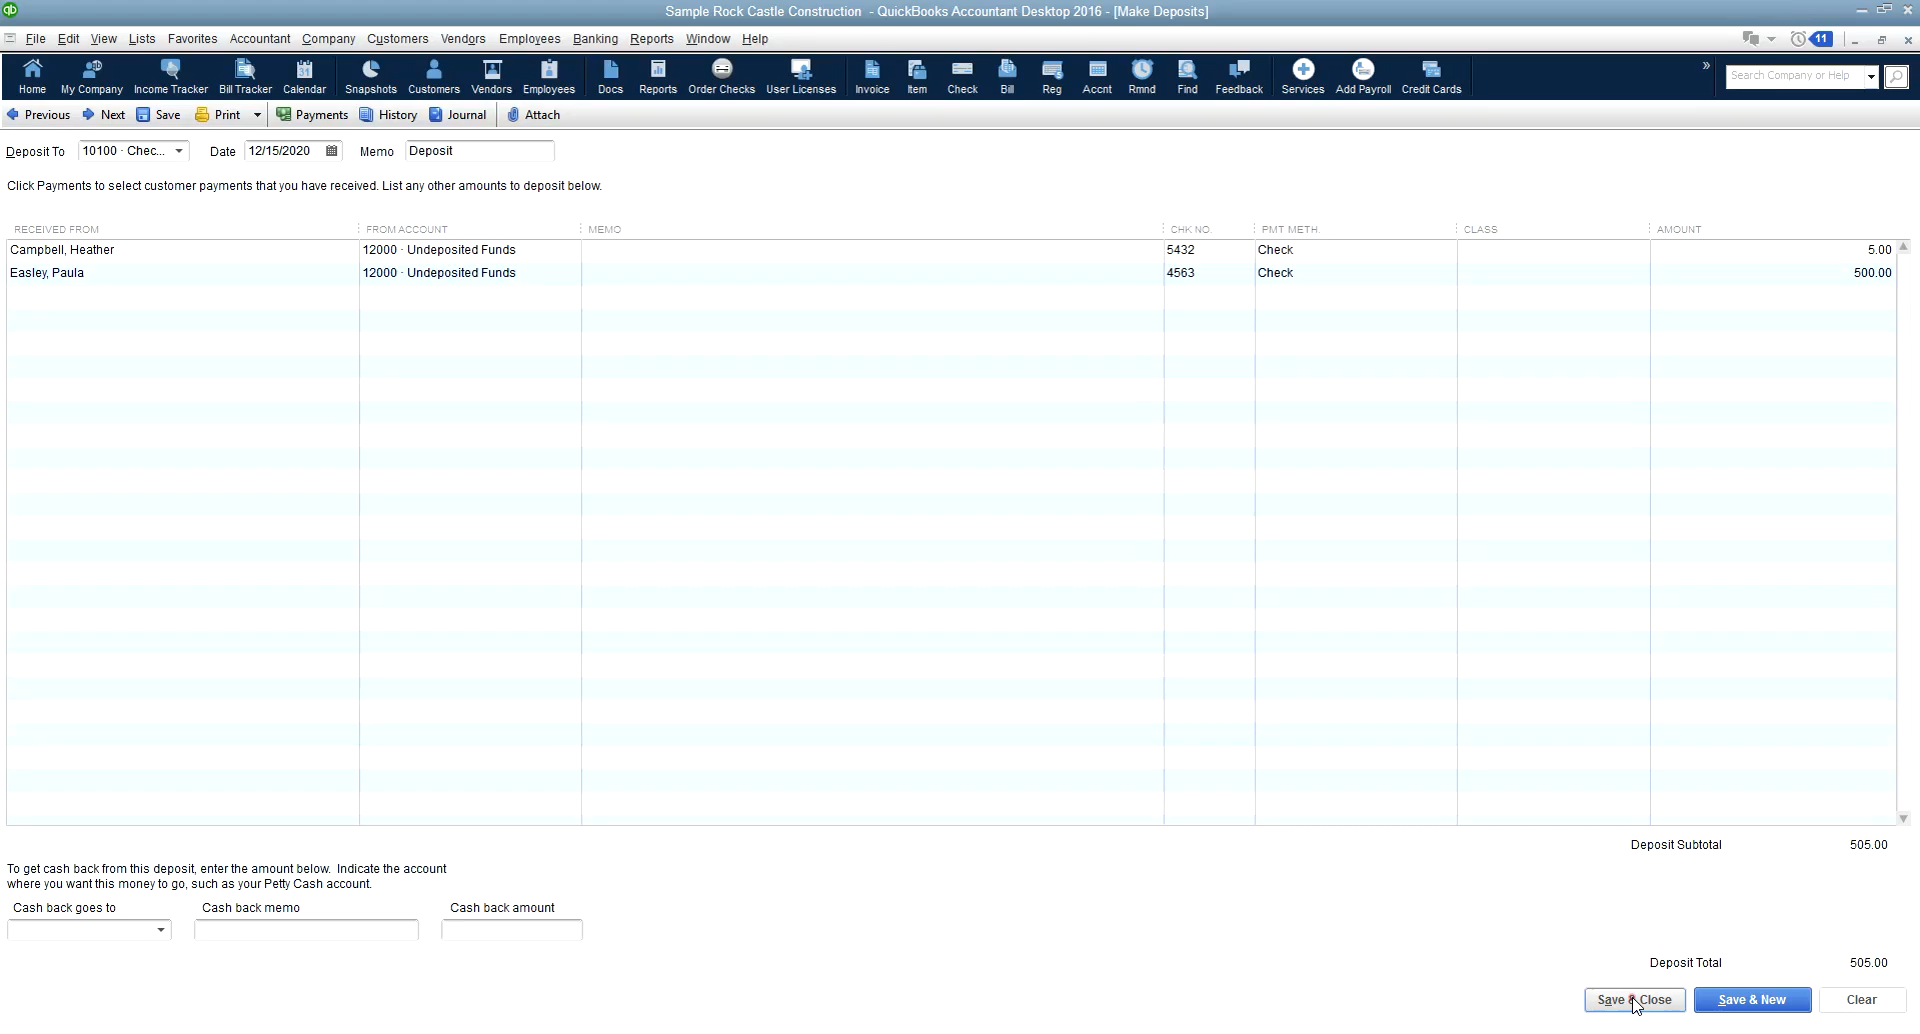 qb
Sample Rock Castle Construction - QuickBooks Accountant Desktop 2016 - [Make Deposits]
File Edit View Lists Favorites Accountant Company Customers Vendors Employees Banking Reports Window Help 11
31
Home My Company Income Tracker Bill Tracker Calendar Snapshots Customers Vendors Employees Docs Reports Order Checks User Licenses Invoice Item Check Bill Reg Accnt Rmnd Find Feedback Services Add Payroll Credit Cards » Search Company or Help
Previous Next Save Print Payments History Journal Attach
Deposit To 10100 · Chec... Date 12/15/2020 Memo Deposit
Click Payments to select customer payments that you have received. List any other amounts to deposit below.
RECEIVED FROM FROM ACCOUNT MEMO CHK NO. PMT METH. CLASS AMOUNT
Campbell, Heather 12000 · Undeposited Funds 5432 Check 5.00
Easley, Paula 12000 · Undeposited Funds 4563 Check 500.00
Deposit Subtotal 505.00
To get cash back from this deposit, enter the amount below. Indicate the account
where you want this money to go, such as your Petty Cash account.
Cash back goes to Cash back memo Cash back amount
Deposit Total 505.00
Save & Close Save & New Clear